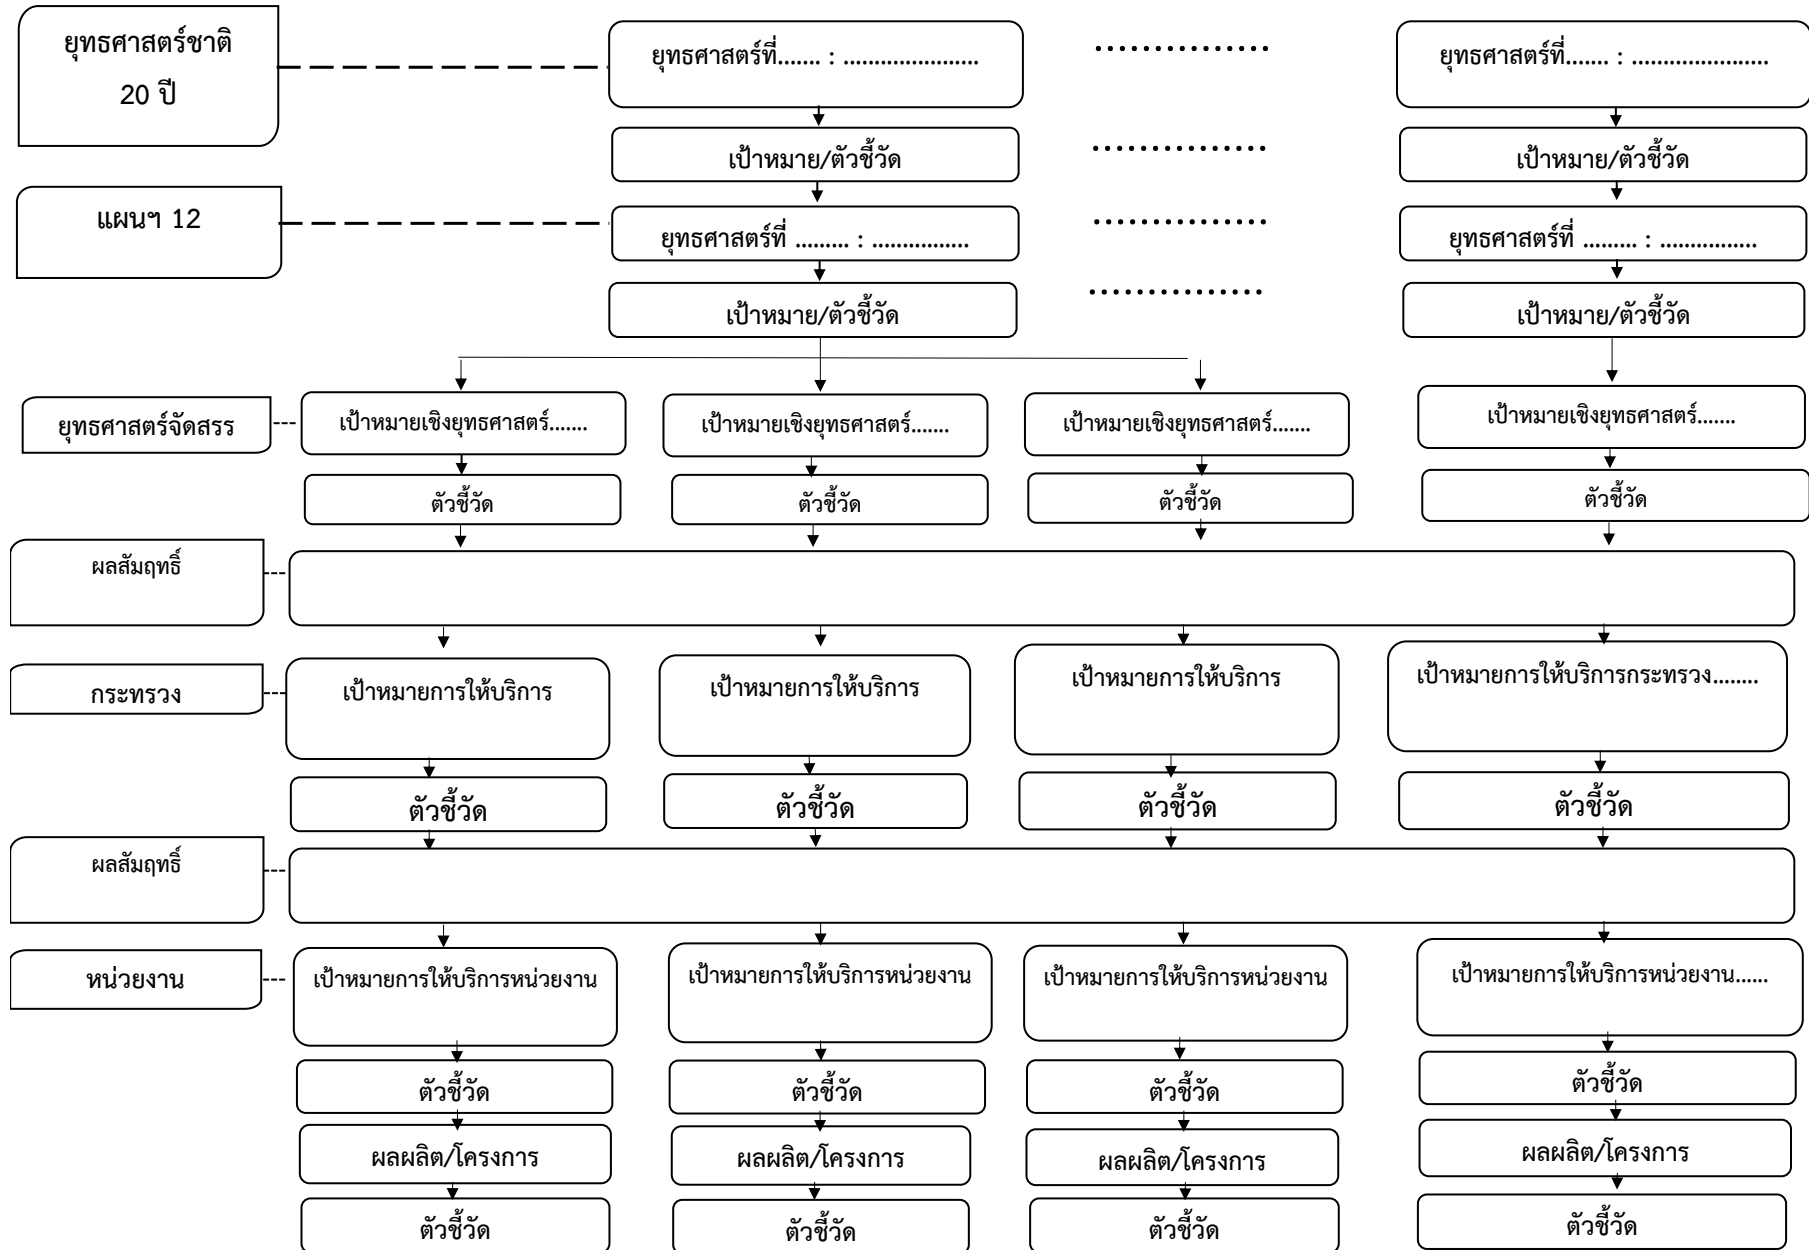 ยุทธศาสตร์ชาติ
20 ปี
ยุทธศาสตร์ที่....... : ......................
...............
ยุทธศาสตร์ที่....... : ......................
เป้าหมาย/ตัวชี้วัด
...............
เป้าหมาย/ตัวชี้วัด
แผนฯ 12
ยุทธศาสตร์ที่ ......... : ................
...............
ยุทธศาสตร์ที่ ......... : ................
เป้าหมาย/ตัวชี้วัด
...............
เป้าหมาย/ตัวชี้วัด
ยุทธศาสตร์จัดสรร
เป้าหมายเชิงยุทธศาสตร์.......
เป้าหมายเชิงยุทธศาสตร์.......
เป้าหมายเชิงยุทธศาสตร์.......
เป้าหมายเชิงยุทธศาสตร์.......
ตัวชี้วัด
ตัวชี้วัด
ตัวชี้วัด
ตัวชี้วัด
ผลสัมฤทธิ์
กระทรวง
เป้าหมายการให้บริการ
เป้าหมายการให้บริการ
เป้าหมายการให้บริการ
เป้าหมายการให้บริการกระทรวง........
ตัวชี้วัด
ตัวชี้วัด
ตัวชี้วัด
ตัวชี้วัด
ผลสัมฤทธิ์
หน่วยงาน
เป้าหมายการให้บริการหน่วยงาน
เป้าหมายการให้บริการหน่วยงาน
เป้าหมายการให้บริการหน่วยงาน
เป้าหมายการให้บริการหน่วยงาน......
ตัวชี้วัด
ตัวชี้วัด
ตัวชี้วัด
ตัวชี้วัด
ผลผลิต/โครงการ
ผลผลิต/โครงการ
ผลผลิต/โครงการ
ผลผลิต/โครงการ
ตัวชี้วัด
ตัวชี้วัด
ตัวชี้วัด
ตัวชี้วัด